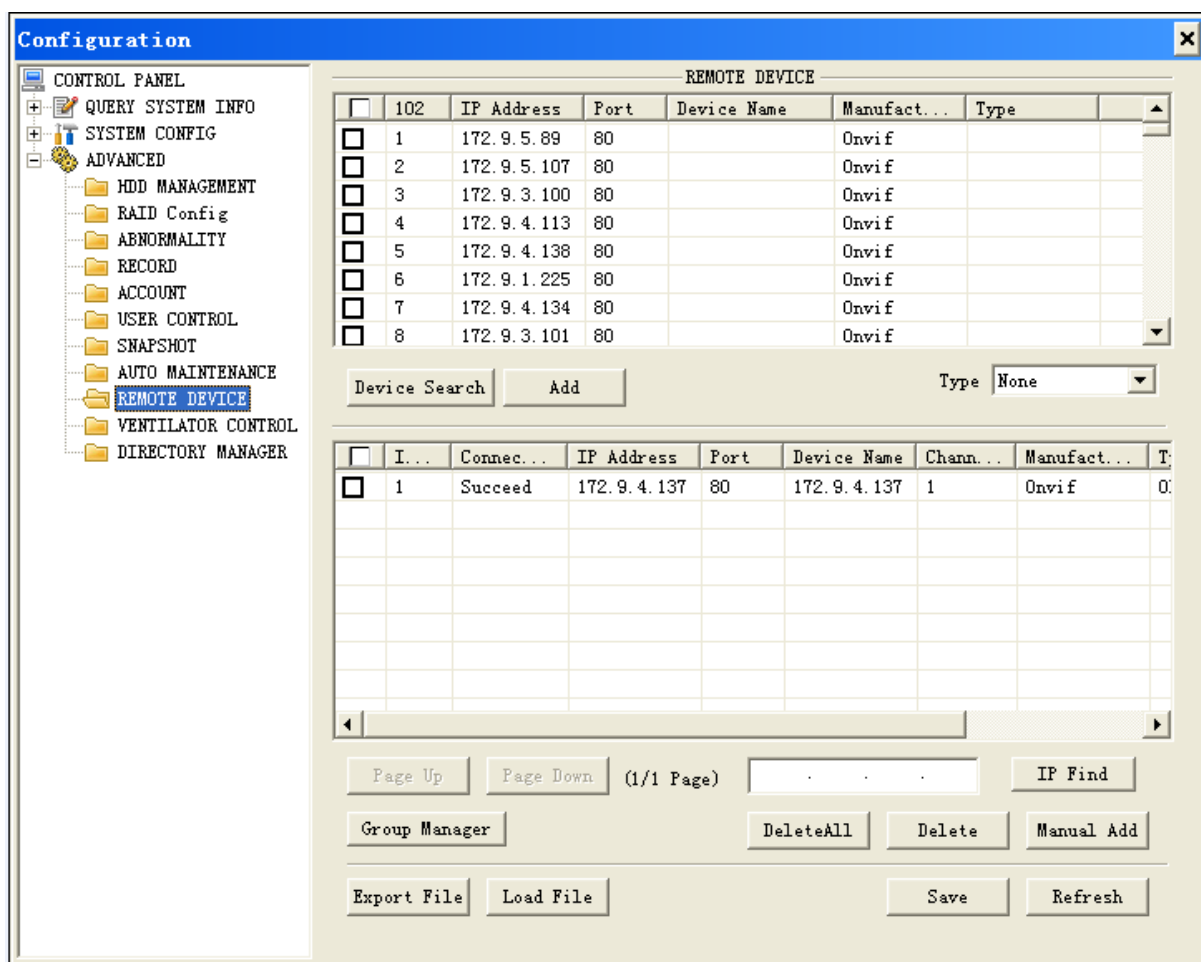 Configuration
CONTROL PANEL
QUERY SYSTEM INFO
SYSTEM CONFIG
ADVANCED
HDD MANAGEMENT
RAID Config
ABNORMALITY
RECORD
ACCOUNT
USER CONTROL
SNAPSHOT
AUTO MAINTENANCE
REMOTE DEVICE
VENTILATOR CONTROL
DIRECTORY MANAGER
REMOTE DEVICE
102 IP Address Port Device Name Manufact... Type
1 172.9.5.89 80 Onvif
2 172.9.5.107 80 Onvif
3 172.9.3.100 80 Onvif
4 172.9.4.113 80 Onvif
5 172.9.4.138 80 Onvif
6 172.9.1.225 80 Onvif
7 172.9.4.134 80 Onvif
8 172.9.3.101 80 Onvif
Device Search Add Type None
I... Connec... IP Address Port Device Name Chann... Manufact...
1 Succeed 172.9.4.137 80 172.9.4.137 1 Onvif
Page Up Page Down (1/1 Page) . . . IP Find
Group Manager DeleteAll Delete Manual Add
Export File Load File Save Refresh